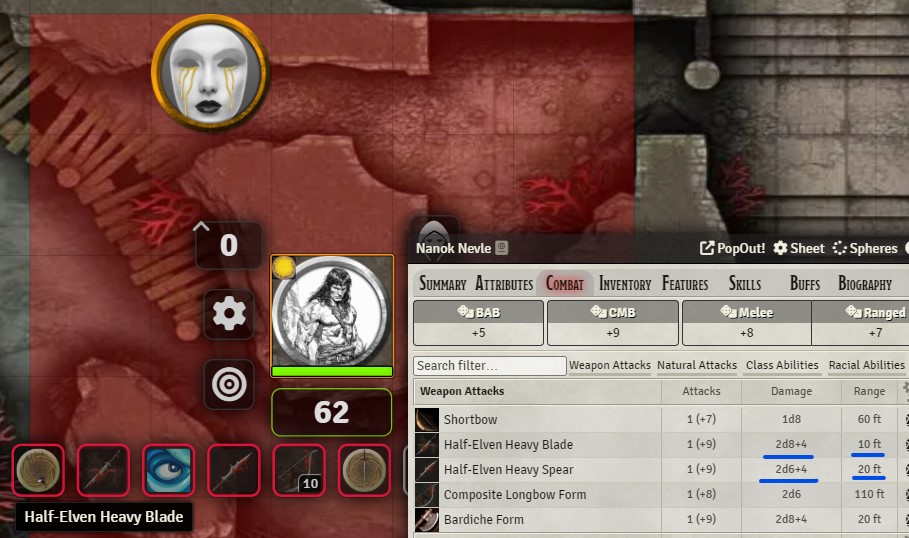 0
Nanok Nevle PopOut! Sheet Spheres
SUMMARY ATTRIBUTES COMBAT INVENTORY FEATURES SKILLS BUFFS BIOGRAPHY
BAB CMB Melee Ranged
+5 +9 +8 +7
Search filter... Weapon Attacks Natural Attacks Class Abilities Racial Abilities
Weapon Attacks Attacks Damage Range
Shortbow 1 (+7) 1d8 60 ft
Half-Elven Heavy Blade 1 (+9) 2d8+4 10 ft
Half-Elven Heavy Spear 1 (+9) 2d6+4 20 ft
Composite Longbow Form 1 (+8) 2d6 110 ft
Bardiche Form 1 (+9) 2d8+4 20 ft
62
10
Half-Elven Heavy Blade